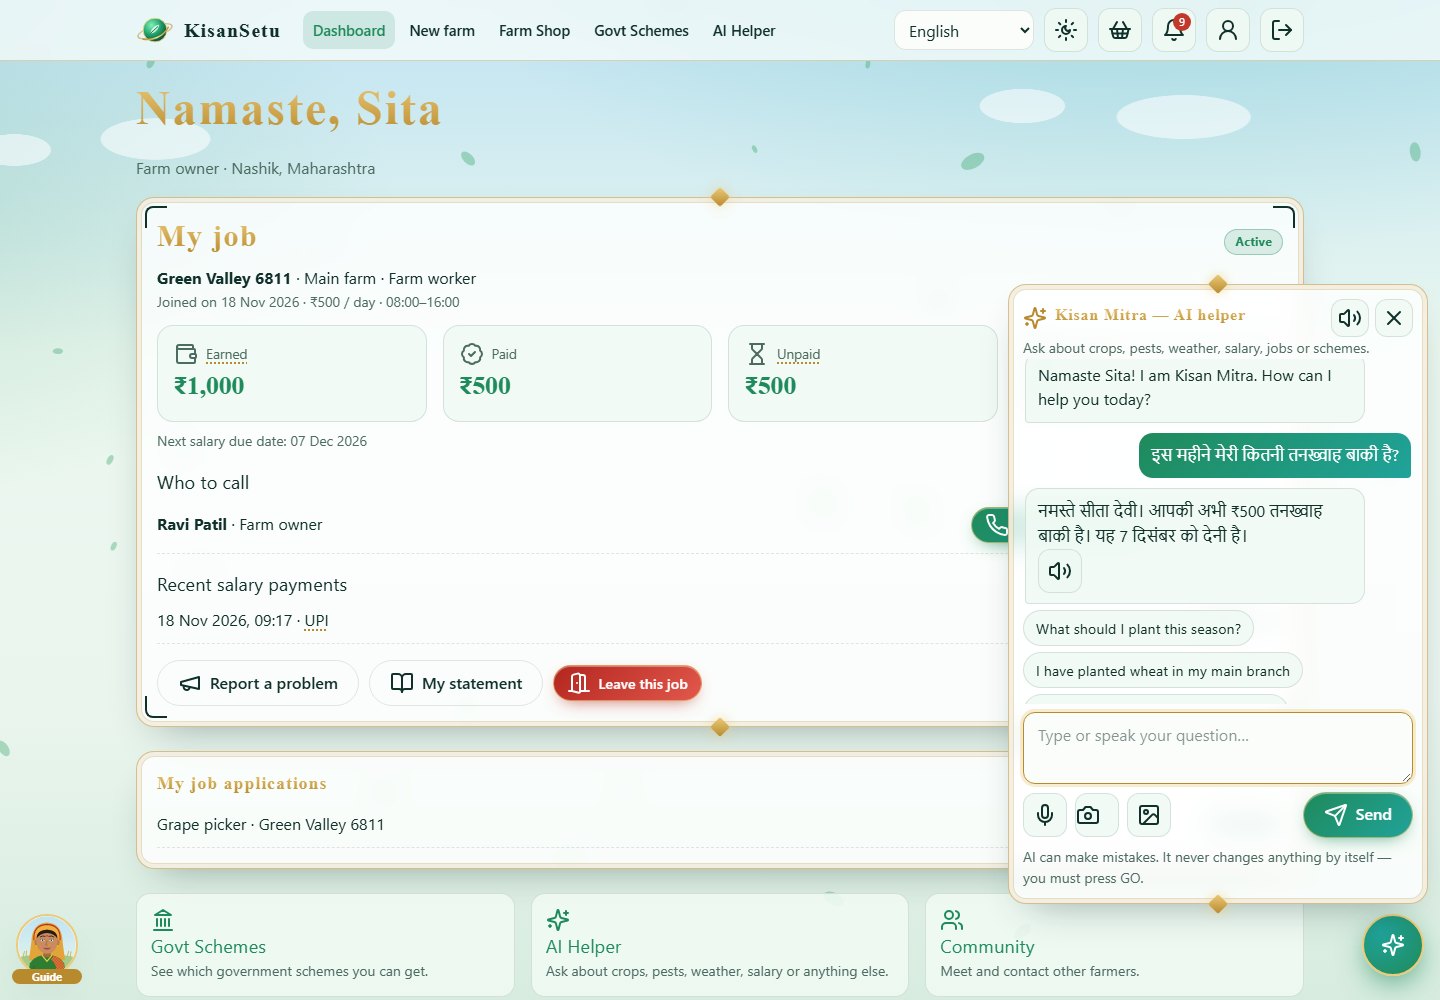 KisanSetu
Dashboard
New farm
Farm Shop
Govt Schemes
AI Helper
English
9
Namaste, Sita
Farm owner · Nashik, Maharashtra
My job
Active
Green Valley 6811 · Main farm · Farm worker
Joined on 18 Nov 2026 · ₹500 / day · 08:00–16:00
Earned
₹1,000
Paid
₹500
Unpaid
₹500
Next salary due date: 07 Dec 2026
Who to call
Ravi Patil · Farm owner
Recent salary payments
18 Nov 2026, 09:17 · UPI
Report a problem
My statement
Leave this job
My job applications
Grape picker · Green Valley 6811
Govt Schemes
See which government schemes you can get.
AI Helper
Ask about crops, pests, weather, salary or anything else.
Community
Meet and contact other farmers.
Guide
Kisan Mitra — AI helper
Ask about crops, pests, weather, salary, jobs or schemes.
Namaste Sita! I am Kisan Mitra. How can I
help you today?
इस महीने मेरी कितनी तनख्वाह बाकी है?
नमस्ते सीता देवी। आपकी अभी ₹500 तनख्वाह
बाकी है। यह 7 दिसंबर को देनी है।
What should I plant this season?
I have planted wheat in my main branch
Type or speak your question...
Send
AI can make mistakes. It never changes anything by itself —
you must press GO.